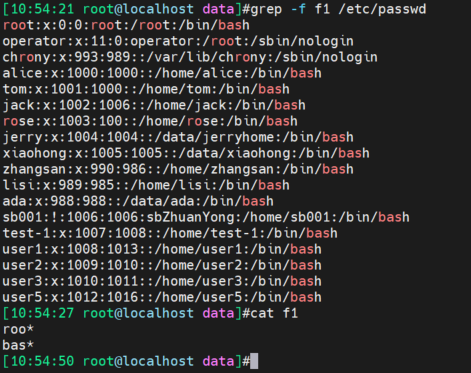 [10:54:21 root@localhost data]#grep -f f1 /etc/passwd
root:x:0:0:root:/root:/bin/bash
operator:x:11:0:operator:/root:/sbin/nologin
chrony:x:993:989::/var/lib/chrony:/sbin/nologin
alice:x:1000:1000::/home/alice:/bin/bash
tom:x:1001:1000::/home/tom:/bin/bash
jack:x:1002:1006::/home/jack:/bin/bash
rose:x:1003:100::/home/rose:/bin/bash
jerry:x:1004:1004::/data/jerryhome:/bin/bash
xiaohong:x:1005:1005::/data/xiaohong:/bin/bash
zhangsan:x:990:986::/home/zhangsan:/bin/bash
lisi:x:989:985::/home/lisi:/bin/bash
ada:x:988:988::/data/ada:/bin/bash
sb001:!:1006:1006:sbZhuanYong:/home/sb001:/bin/bash
test-1:x:1007:1008::/home/test-1:/bin/bash
user1:x:1008:1013::/home/user1:/bin/bash
user2:x:1009:1010::/home/user2:/bin/bash
user3:x:1010:1011::/home/user3:/bin/bash
user5:x:1012:1016::/home/user5:/bin/bash
[10:54:27 root@localhost data]#cat f1
roo*
bas*
[10:54:50 root@localhost data]#